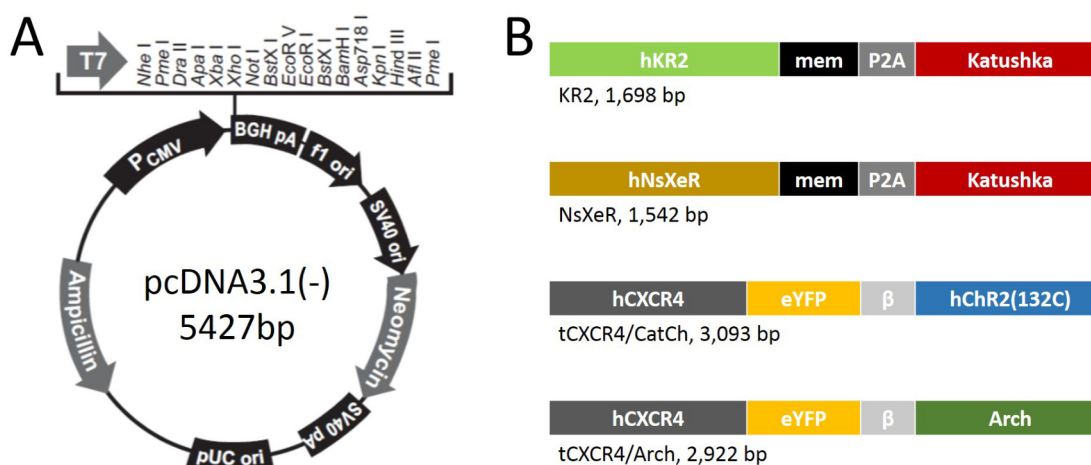 A
T7
Nhe I
Pme I
Dra II
Apa I
Xba I
Xho I
Not I
BstX I
EcoR V
EcoR I
BstX I
BamH I
Asp718 I
Kpn I
Hind III
Afl II
Pme I
PCMV
BGH pA
f1 ori
SV40 ori
Neomycin
SV40 pA
pUC ori
Ampicillin
pcDNA3.1(-)
5427bp
B
hKR2 mem P2A Katushka
KR2, 1,698 bp
hNsXeR mem P2A Katushka
NsXeR, 1,542 bp
hCXCR4 eYFP β hChR2(132C)
tCXCR4/CatCh, 3,093 bp
hCXCR4 eYFP β Arch
tCXCR4/Arch, 2,922 bp